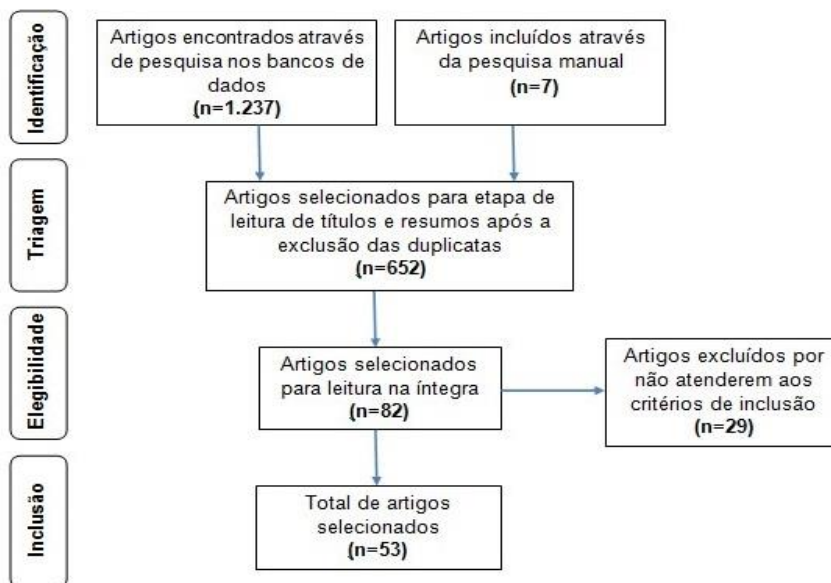 Identificação
Artigos encontrados através
de pesquisa nos bancos de
dados
(n=1.237)
Artigos incluídos através
da pesquisa manual
(n=7)
Triagem
Artigos selecionados para etapa de
leitura de títulos e resumos após a
exclusão das duplicatas
(n=652)
Elegibilidade
Artigos selecionados
para leitura na íntegra
(n=82)
Artigos excluídos por
não atenderem aos
critérios de inclusão
(n=29)
Inclusão
Total de artigos
selecionados
(n=53)